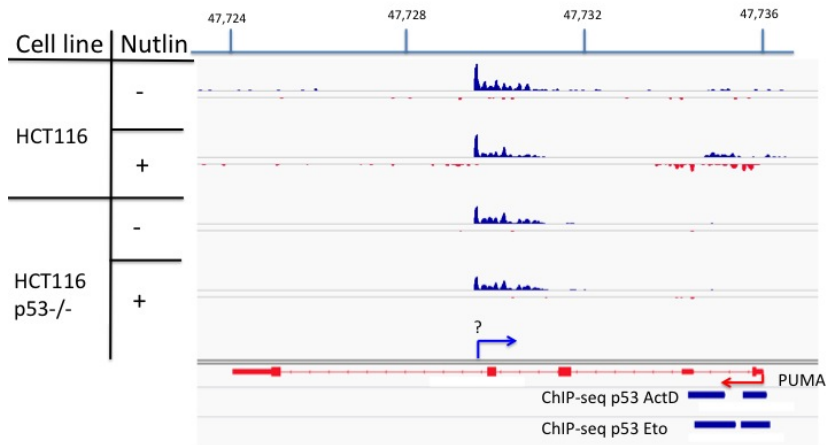 47,724 47,728 47,732 47,736
Cell line Nutlin
-
HCT116
+
-
HCT116
p53-/-
+
?
PUMA
ChIP-seq p53 ActD
ChIP-seq p53 Eto